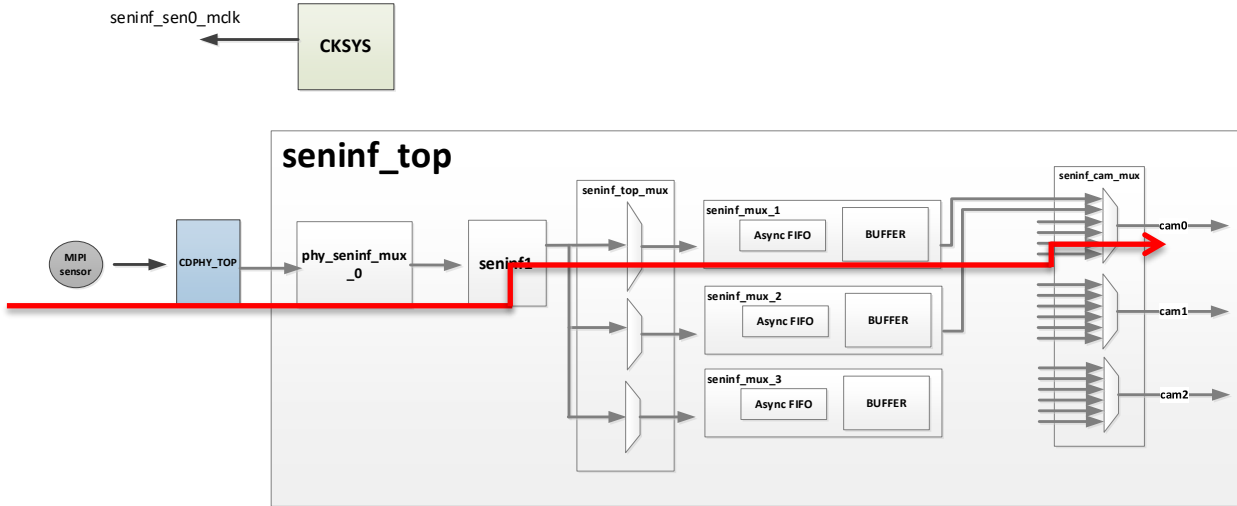 seninf_sen0_mclk
CKSYS
seninf_top
MIPI
sensor
CDPHY_TOP
phy_seninf_mux
_0
seninf1
seninf_top_mux
seninf_mux_1
Async FIFO
BUFFER
seninf_mux_2
Async FIFO
BUFFER
seninf_mux_3
Async FIFO
BUFFER
seninf_cam_mux
cam0
cam1
cam2